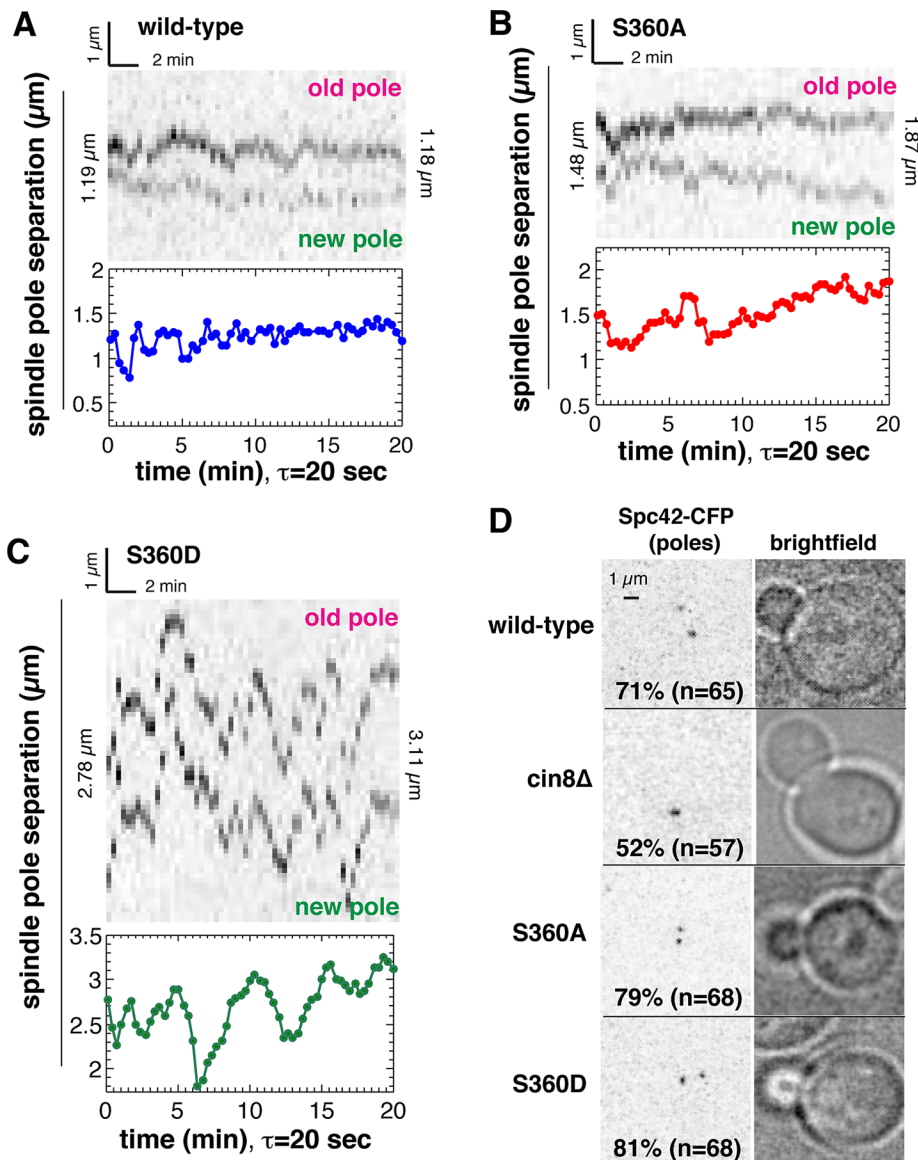 A
wild-type
1 µm
2 min
spindle pole separation (µm)
old pole
1.19 µm
1.18 µm
new pole
2
1.5
1
0.5
0 5 10 15 20
time (min), τ=20 sec
B
S360A
1 µm
2 min
spindle pole separation (µm)
old pole
1.48 µm
1.87 µm
new pole
2
1.5
1
0.5
0 5 10 15 20
time (min), τ=20 sec
C
S360D
1 µm
2 min
spindle pole separation (µm)
old pole
2.78 µm
3.11 µm
new pole
3.5
3
2.5
2
0 5 10 15 20
time (min), τ=20 sec
D
Spc42-CFP
(poles)
brightfield
1 µm
wild-type
71% (n=65)
cin8Δ
52% (n=57)
S360A
79% (n=68)
S360D
81% (n=68)